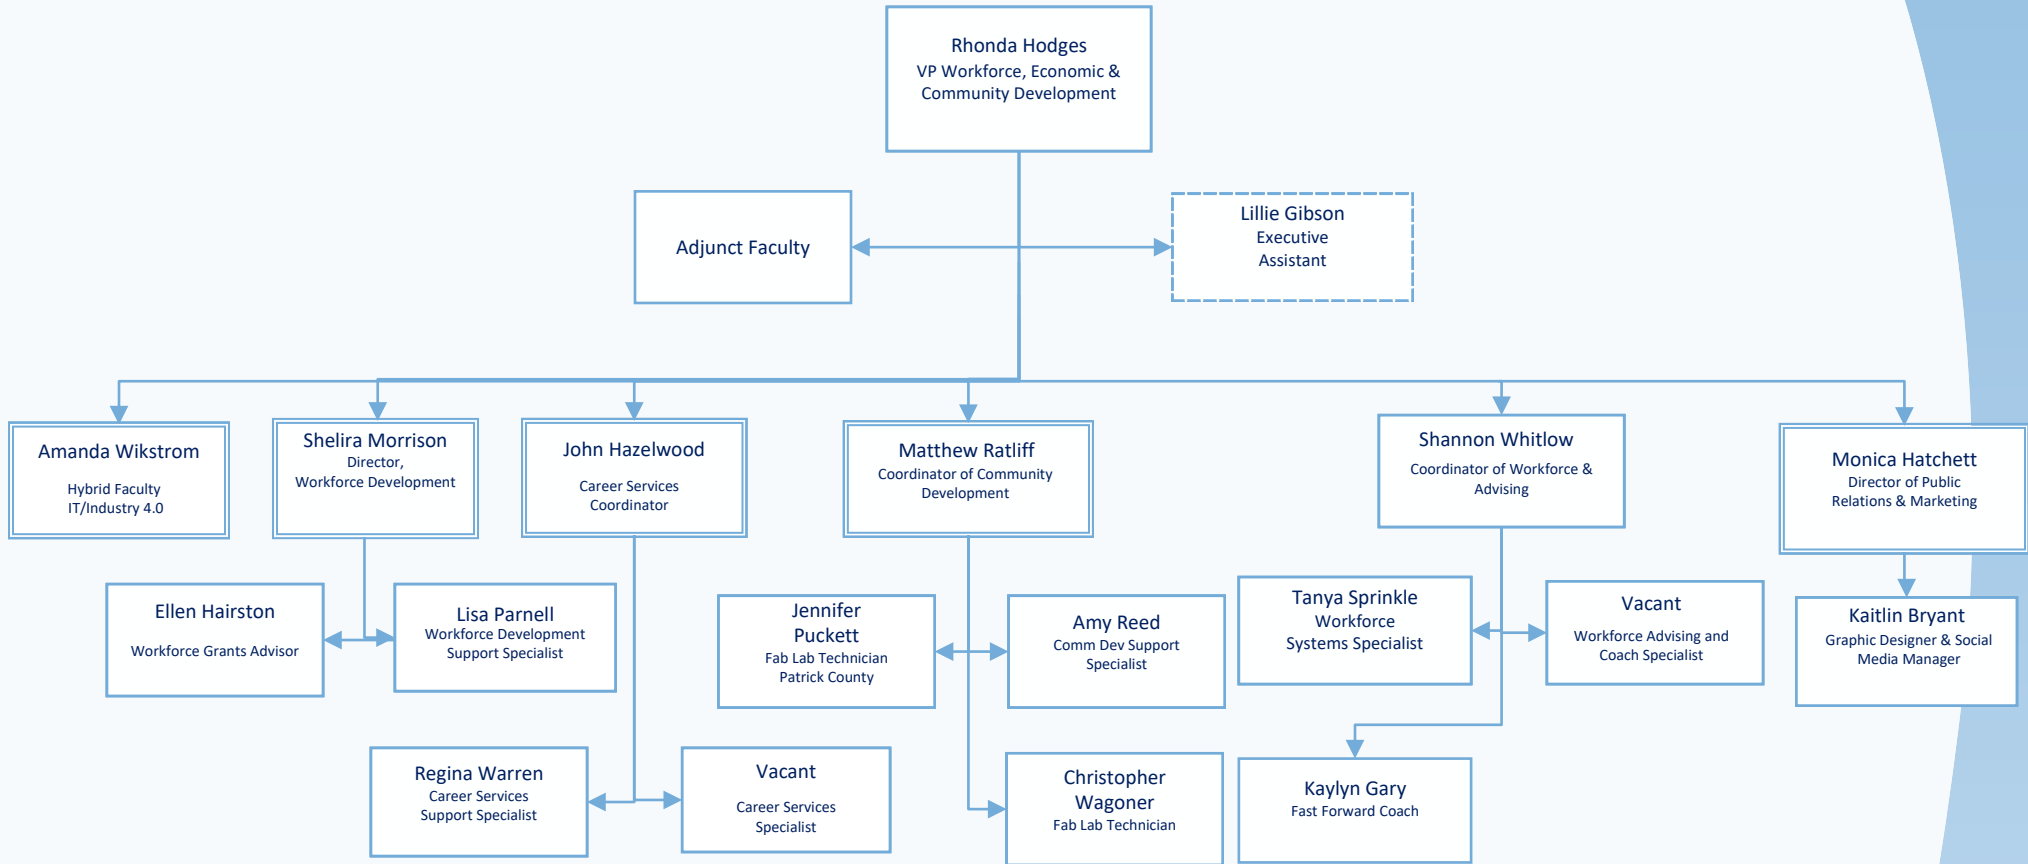 Rhonda Hodges
VP Workforce, Economic &
Community Development
Adjunct Faculty
Lillie Gibson
Executive
Assistant
Amanda Wikstrom
Hybrid Faculty
IT/Industry 4.0
Shelira Morrison
Director,
Workforce Development
John Hazelwood
Career Services
Coordinator
Matthew Ratliff
Coordinator of Community
Development
Shannon Whitlow
Coordinator of Workforce &
Advising
Monica Hatchett
Director of Public
Relations & Marketing
Ellen Hairston
Workforce Grants Advisor
Lisa Parnell
Workforce Development
Support Specialist
Jennifer
Puckett
Fab Lab Technician
Patrick County
Amy Reed
Comm Dev Support
Specialist
Tanya Sprinkle
Workforce
Systems Specialist
Vacant
Workforce Advising and
Coach Specialist
Kaitlin Bryant
Graphic Designer & Social
Media Manager
Regina Warren
Career Services
Support Specialist
Vacant
Career Services
Specialist
Christopher
Wagoner
Fab Lab Technician
Kaylyn Gary
Fast Forward Coach